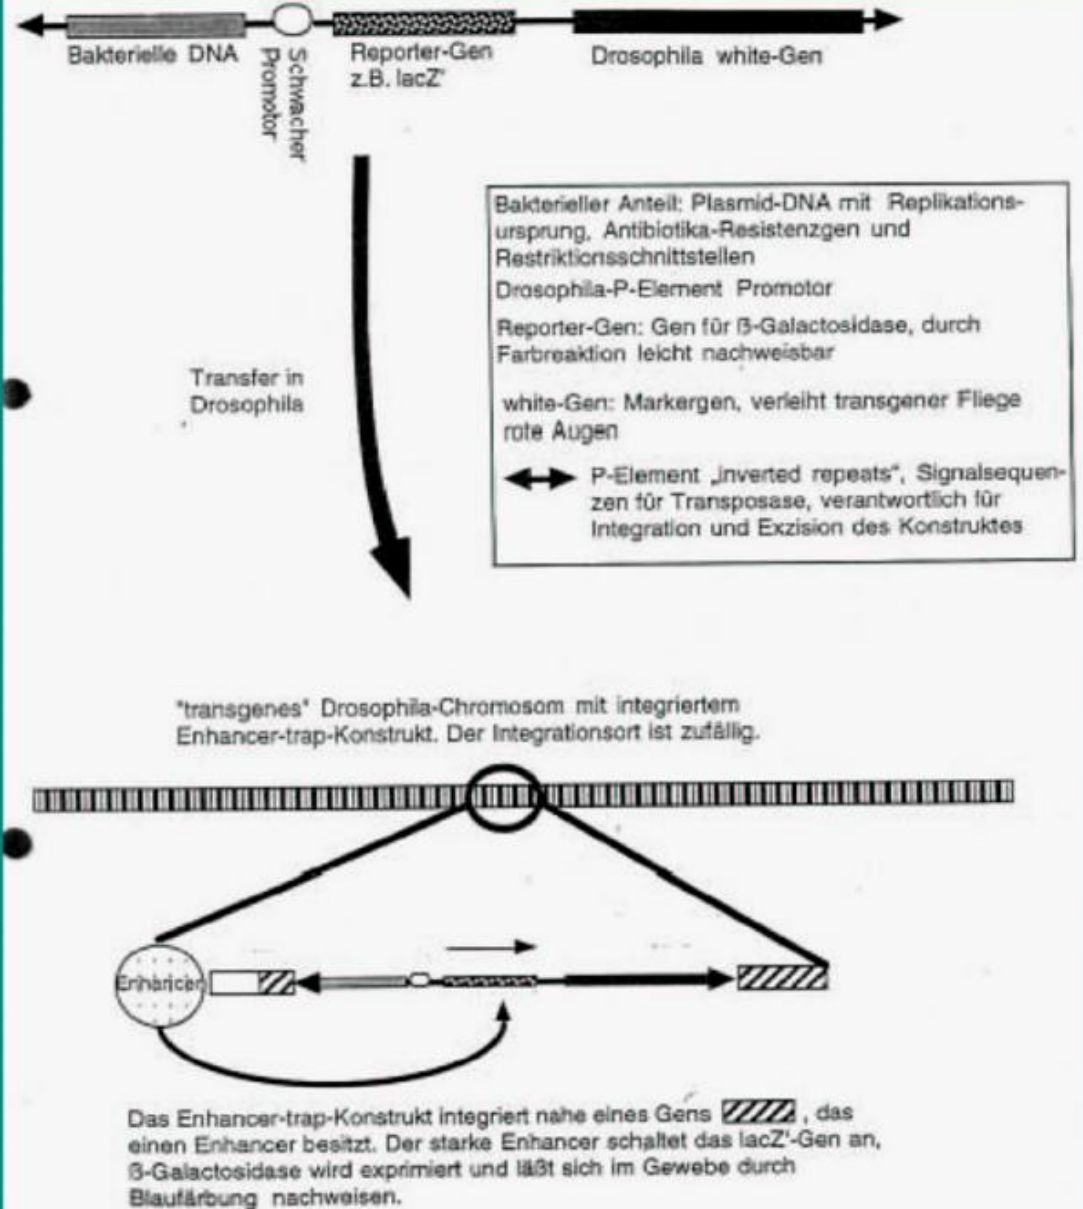 Bakterielle DNA
Schwacher
Promotor
Reporter-Gen
z.B. lacZ'
Drosophila white-Gen
Bakterieller Anteil: Plasmid-DNA mit Replikations-
ursprung, Antibiotika-Resistenzgen und
Restriktionsschnittstellen
Drosophila-P-Element Promotor
Reporter-Gen: Gen für ß-Galactosidase, durch
Farbreaktion leicht nachweisbar
white-Gen: Markergen, verleiht transgener Fliege
rote Augen
P-Element „inverted repeats“, Signalsequen-
zen für Transposase, verantwortlich für
Integration und Exzision des Konstruktes
Transfer in
Drosophila
"transgenes" Drosophila-Chromosom mit integriertem
Enhancer-trap-Konstrukt. Der Integrationsort ist zufällig.
Enhancer
Das Enhancer-trap-Konstrukt integriert nahe eines Gens , das
einen Enhancer besitzt. Der starke Enhancer schaltet das lacZ'-Gen an,
ß-Galactosidase wird exprimiert und läßt sich im Gewebe durch
Blaufärbung nachweisen.